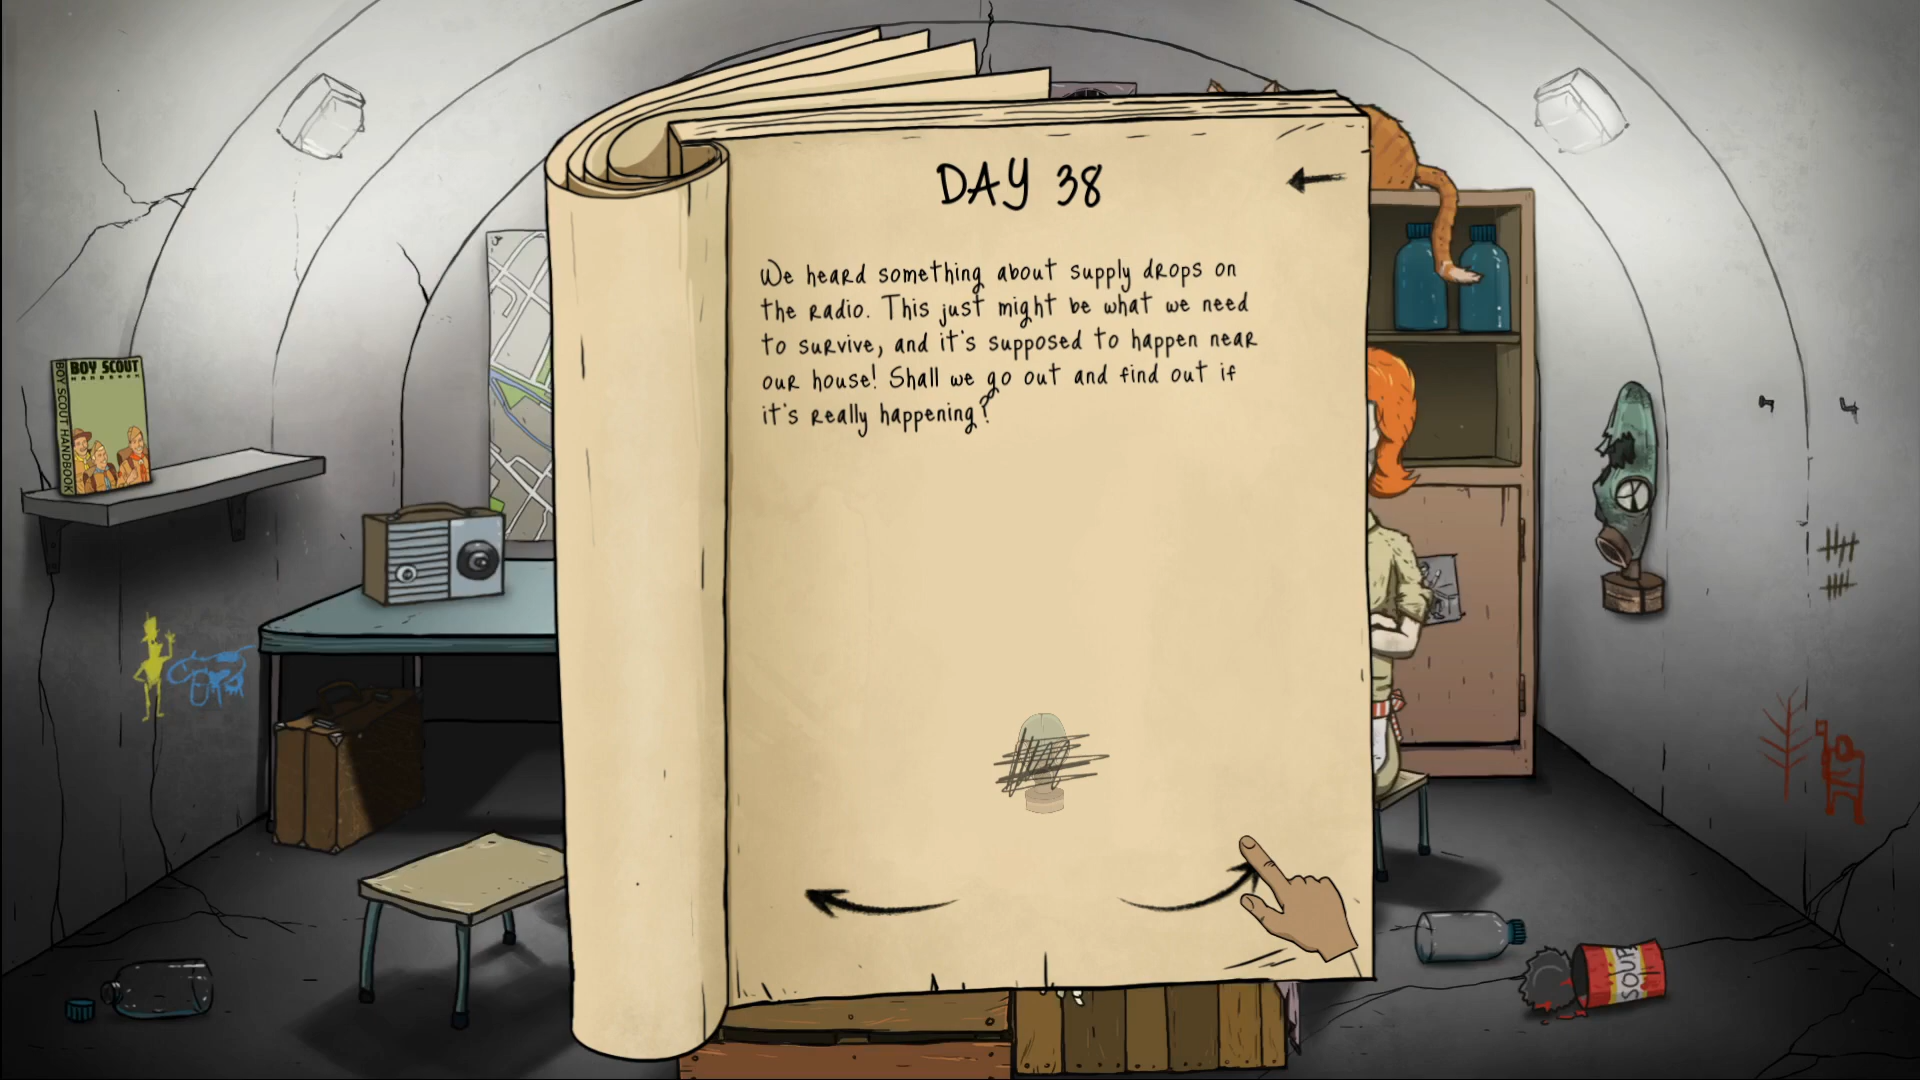 DAY 38
We heard something about supply drops on
the radio. This just might be what we need
to survive, and it's supposed to happen near
our house! Shall we go out and find out if
it's really happening?
BOY SCOUT
HANDBOOK
BOY SCOUT HANDBOOK
SOUP